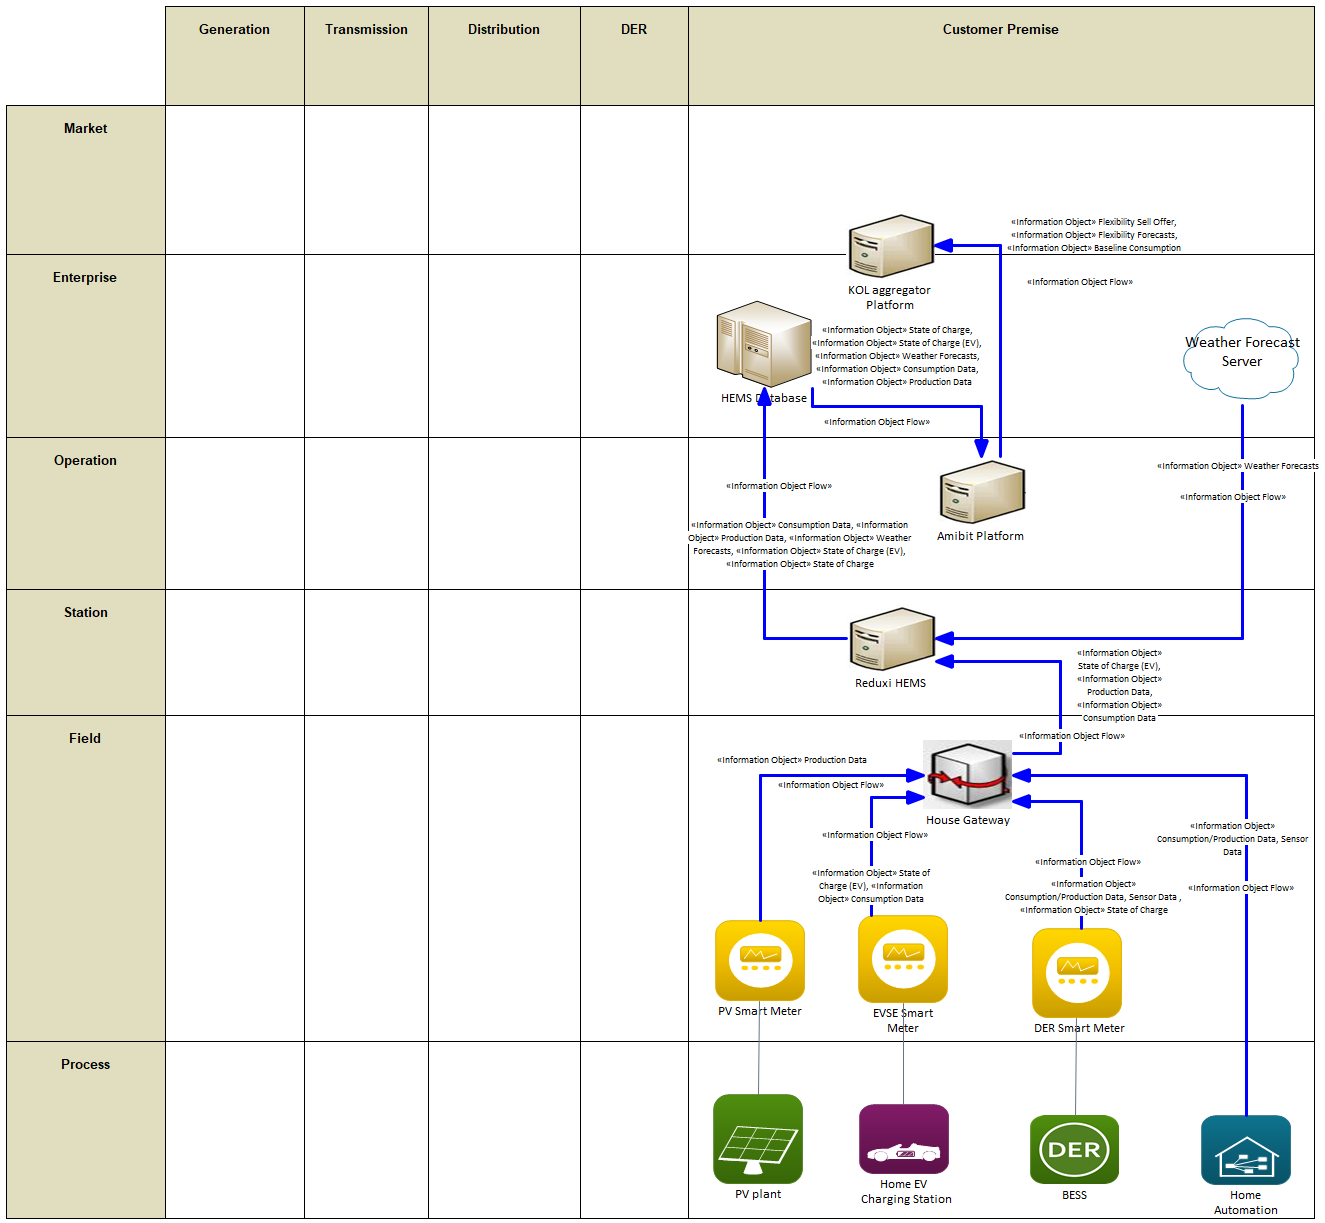 Generation
Transmission
Distribution
DER
Customer Premise
Market
«Information Object» Flexibility Sell Offer,
«Information Object» Flexibility Forecasts,
«Information Object» Baseline Consumption
Enterprise
«Information Object Flow»
KOL aggregator
Platform
«Information Object» State of Charge,
«Information Object» State of Charge (EV),
«Information Object» Weather Forecasts,
«Information Object» Consumption Data,
«Information Object» Production Data
Weather Forecast
Server
HEMS Database
«Information Object Flow»
Operation
«Information Object» Weather Forecasts
«Information Object Flow»
«Information Object Flow»
«Information Object» Consumption Data, «Information
Object» Production Data, «Information Object» Weather
Forecasts, «Information Object» State of Charge (EV),
«Information Object» State of Charge
Amibit Platform
Station
Reduxi HEMS
«Information Object»
State of Charge (EV),
«Information Object»
Production Data,
«Information Object»
Consumption Data
Field
«Information Object Flow»
«Information Object» Production Data
«Information Object Flow»
House Gateway
«Information Object Flow»
«Information Object»
Consumption/Production Data, Sensor
Data
«Information Object Flow»
«Information Object» State of
Charge (EV), «Information
Object» Consumption Data
«Information Object»
Consumption/Production Data, Sensor Data ,
«Information Object» State of Charge
«Information Object Flow»
PV Smart Meter
EVSE Smart
Meter
DER Smart Meter
Process
DER
PV plant
Home EV
Charging Station
BESS
Home
Automation